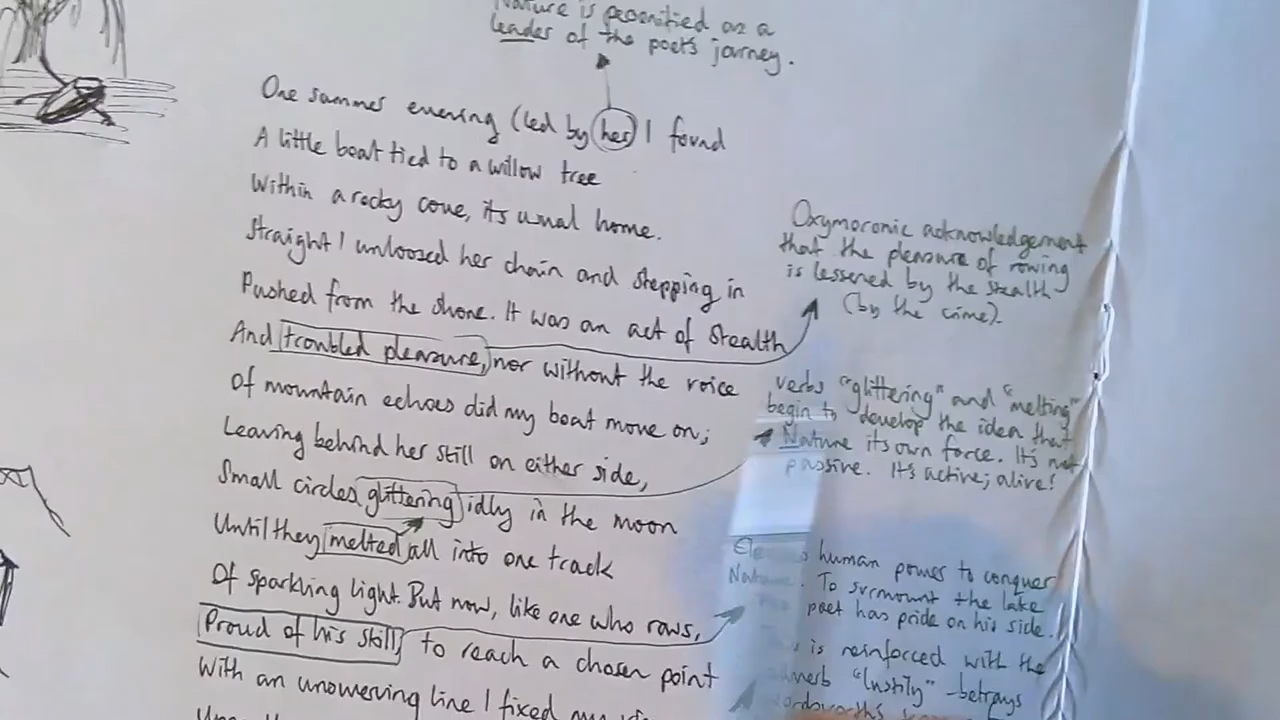 Nature is personified as a
leader of the poet's journey.
One summer evening (led by her) I found
A little boat tied to a willow tree
Within a rocky cove, its usual home.
Straight I unloosed her chain and stepping in
Pushed from the shore. It was an act of stealth
And troubled pleasure, nor without the voice
Of mountain echoes did my boat move on;
Leaving behind her still on either side,
Small circles glittering idly in the moon
Until they melted all into one track
Of sparkling light. But now, like one who rows,
Proud of his skill, to reach a chosen point
With an unswerving line I fixed my
Oxymoronic acknowledgement
that the pleasure of rowing
is lessened by the stealth
(by the crime).
verbs "glittering" and "melting"
begin to develop the idea that
Nature its own force. It's not
passive. It's active; alive!
human power to conquer
Nature. To surmount the lake
poet has pride on his side.
is reinforced with the
"lustily" - betrays